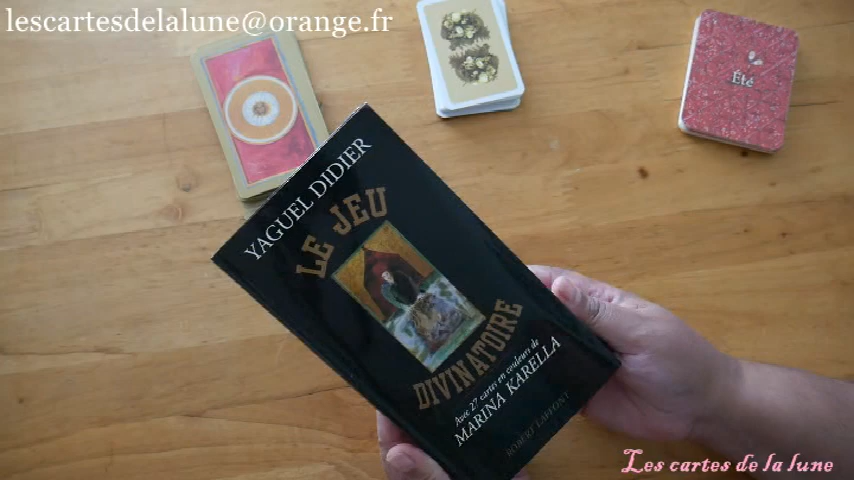 lescartesdelalune@orange.fr
Été
YAGUEL DIDIER
LE JEU
DIVINATOIRE
Avec 27 cartes en couleurs de
MARINA KARELLA
ROBERT LAFFONT
Les cartes de la lune